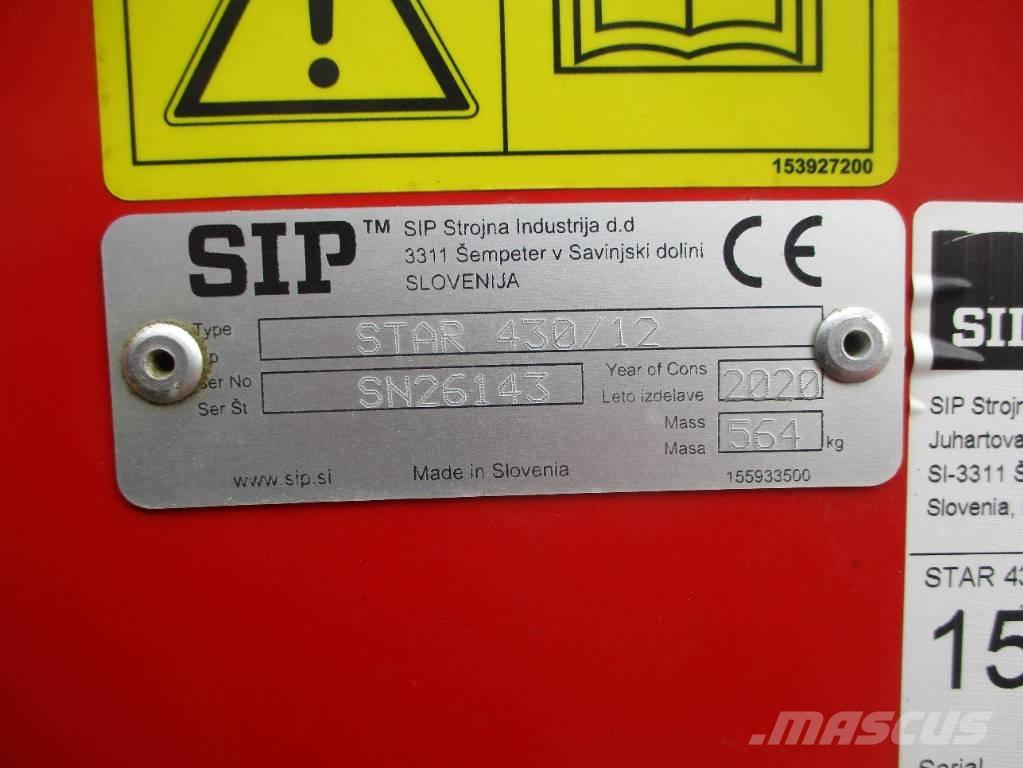 153927200
SIP™ SIP Strojna Industrija d.d
3311 Šempeter v Savinjski dolini
SLOVENIJA
CE
Type STAR 430/12
Ser No SN26143
Ser Št
Year of Cons 2020
Leto izdelave
Mass 564 kg
Masa
www.sip.si Made in Slovenia 155933500
SIP
SIP Strojn
Juhartova
SI-3311 Š
Slovenia,
STAR 43
15
Serial
MASCUS